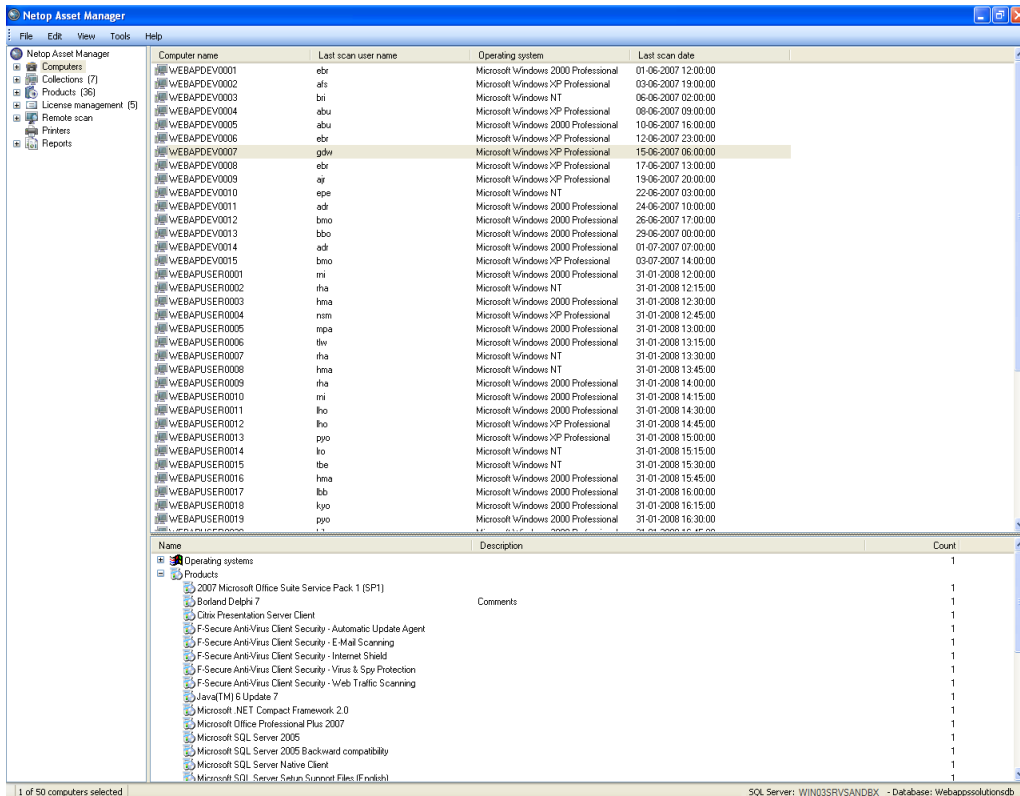 Netop Asset Manager
File Edit View Tools Help
Netop Asset Manager
Computers
Collections (7)
Products (36)
License management (5)
Remote scan
Printers
Reports
Computer name Last scan user name Operating system Last scan date
WEBAPDEV0001 ebr Microsoft Windows 2000 Professional 01-06-2007 12:00:00
WEBAPDEV0002 afs Microsoft Windows XP Professional 03-06-2007 19:00:00
WEBAPDEV0003 bri Microsoft Windows NT 06-06-2007 02:00:00
WEBAPDEV0004 abu Microsoft Windows XP Professional 08-06-2007 09:00:00
WEBAPDEV0005 abu Microsoft Windows 2000 Professional 10-06-2007 16:00:00
WEBAPDEV0006 ebr Microsoft Windows XP Professional 12-06-2007 23:00:00
WEBAPDEV0007 gdw Microsoft Windows XP Professional 15-06-2007 06:00:00
WEBAPDEV0008 ebr Microsoft Windows XP Professional 17-06-2007 13:00:00
WEBAPDEV0009 ajr Microsoft Windows XP Professional 19-06-2007 20:00:00
WEBAPDEV0010 epe Microsoft Windows NT 22-06-2007 03:00:00
WEBAPDEV0011 adr Microsoft Windows 2000 Professional 24-06-2007 10:00:00
WEBAPDEV0012 bmo Microsoft Windows 2000 Professional 26-06-2007 17:00:00
WEBAPDEV0013 bbo Microsoft Windows 2000 Professional 29-06-2007 00:00:00
WEBAPDEV0014 adr Microsoft Windows 2000 Professional 01-07-2007 07:00:00
WEBAPDEV0015 bmo Microsoft Windows XP Professional 03-07-2007 14:00:00
WEBAPUSER0001 rni Microsoft Windows 2000 Professional 31-01-2008 12:00:00
WEBAPUSER0002 rha Microsoft Windows NT 31-01-2008 12:15:00
WEBAPUSER0003 hma Microsoft Windows 2000 Professional 31-01-2008 12:30:00
WEBAPUSER0004 nsm Microsoft Windows XP Professional 31-01-2008 12:45:00
WEBAPUSER0005 mpa Microsoft Windows 2000 Professional 31-01-2008 13:00:00
WEBAPUSER0006 tlw Microsoft Windows 2000 Professional 31-01-2008 13:15:00
WEBAPUSER0007 rha Microsoft Windows NT 31-01-2008 13:30:00
WEBAPUSER0008 hma Microsoft Windows NT 31-01-2008 13:45:00
WEBAPUSER0009 rha Microsoft Windows 2000 Professional 31-01-2008 14:00:00
WEBAPUSER0010 rni Microsoft Windows 2000 Professional 31-01-2008 14:15:00
WEBAPUSER0011 lho Microsoft Windows 2000 Professional 31-01-2008 14:30:00
WEBAPUSER0012 lho Microsoft Windows XP Professional 31-01-2008 14:45:00
WEBAPUSER0013 pyo Microsoft Windows XP Professional 31-01-2008 15:00:00
WEBAPUSER0014 lro Microsoft Windows NT 31-01-2008 15:15:00
WEBAPUSER0015 tbe Microsoft Windows NT 31-01-2008 15:30:00
WEBAPUSER0016 hma Microsoft Windows 2000 Professional 31-01-2008 15:45:00
WEBAPUSER0017 lbb Microsoft Windows 2000 Professional 31-01-2008 16:00:00
WEBAPUSER0018 kyo Microsoft Windows 2000 Professional 31-01-2008 16:15:00
WEBAPUSER0019 pyo Microsoft Windows 2000 Professional 31-01-2008 16:30:00
Name Description Count
Operating systems 1
Products
2007 Microsoft Office Suite Service Pack 1 (SP1) 1
Borland Delphi 7 Comments 1
Citrix Presentation Server Client 1
F-Secure Anti-Virus Client Security - Automatic Update Agent 1
F-Secure Anti-Virus Client Security - E-Mail Scanning 1
F-Secure Anti-Virus Client Security - Internet Shield 1
F-Secure Anti-Virus Client Security - Virus & Spy Protection 1
F-Secure Anti-Virus Client Security - Web Traffic Scanning 1
Java(TM) 6 Update 7 1
Microsoft .NET Compact Framework 2.0 1
Microsoft Office Professional Plus 2007 1
Microsoft SQL Server 2005 1
Microsoft SQL Server 2005 Backward compatibility 1
Microsoft SQL Server Native Client 1
Microsoft SQL Server Setup Support Files (English) 1
1 of 50 computers selected SQL Server: WIN03SRVSANDBX - Database: Webappssolutionsdb